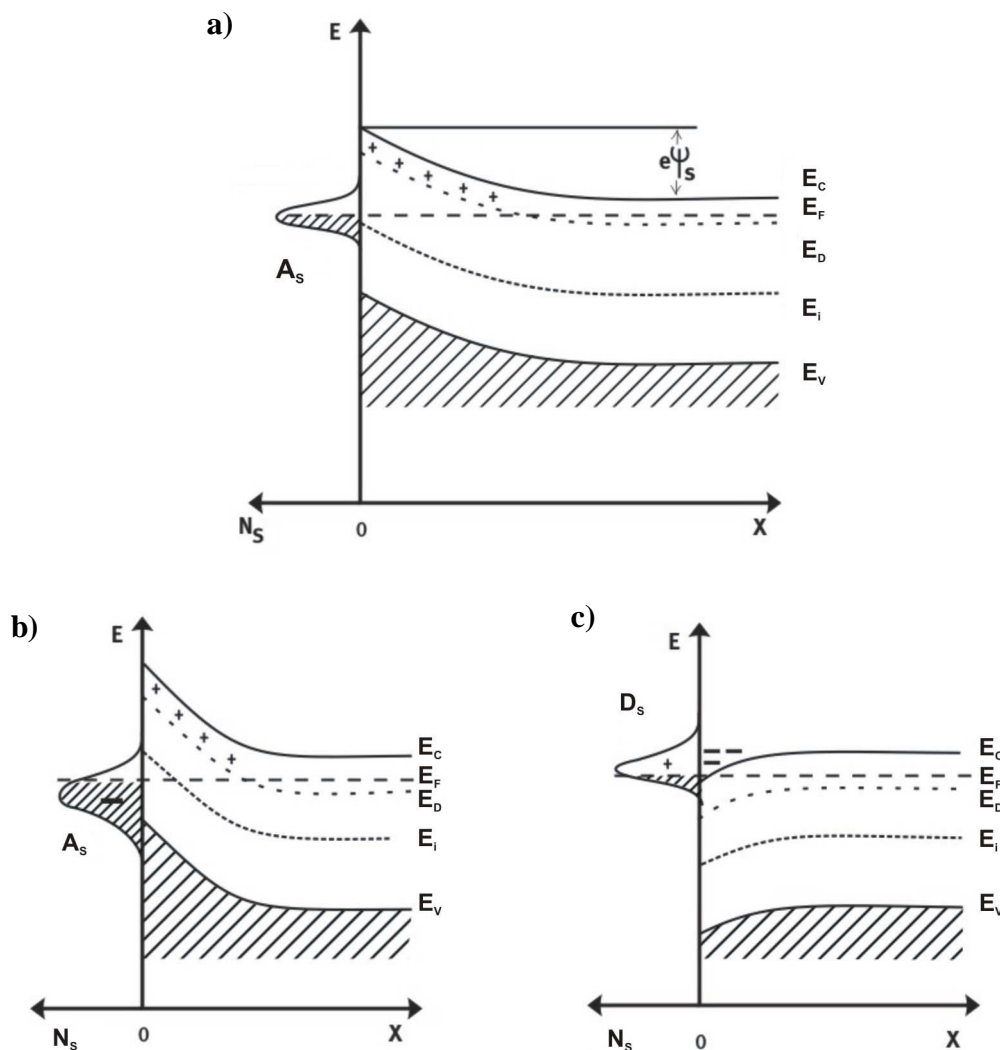 a)
E
+ + + + +
eψs
Ec
EF
ED
Ei
Ev
As
Ns
0
X
b)
E
+ + + +
Ec
EF
ED
Ei
Ev
As
Ns
0
X
c)
E
Ds
+
Ec
EF
ED
Ei
Ev
Ns
0
X